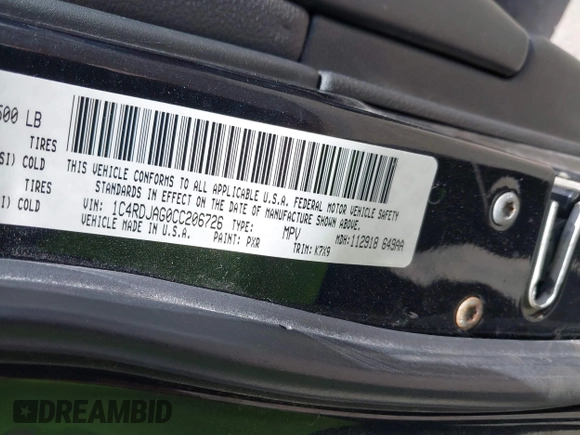 500 LB
TIRES
SI) COLD
TIRES
I) COLD
THIS VEHICLE CONFORMS TO ALL APPLICABLE U.S.A. FEDERAL MOTOR VEHICLE SAFETY
STANDARDS IN EFFECT ON THE DATE OF MANUFACTURE SHOWN ABOVE.
VIN: 1C4RDJAG0CC206726 TYPE: MPV
VEHICLE MADE IN U.S.A. PAINT: PXR TRIM: K7X9 MDH: 112918 849AA
DREAMBID